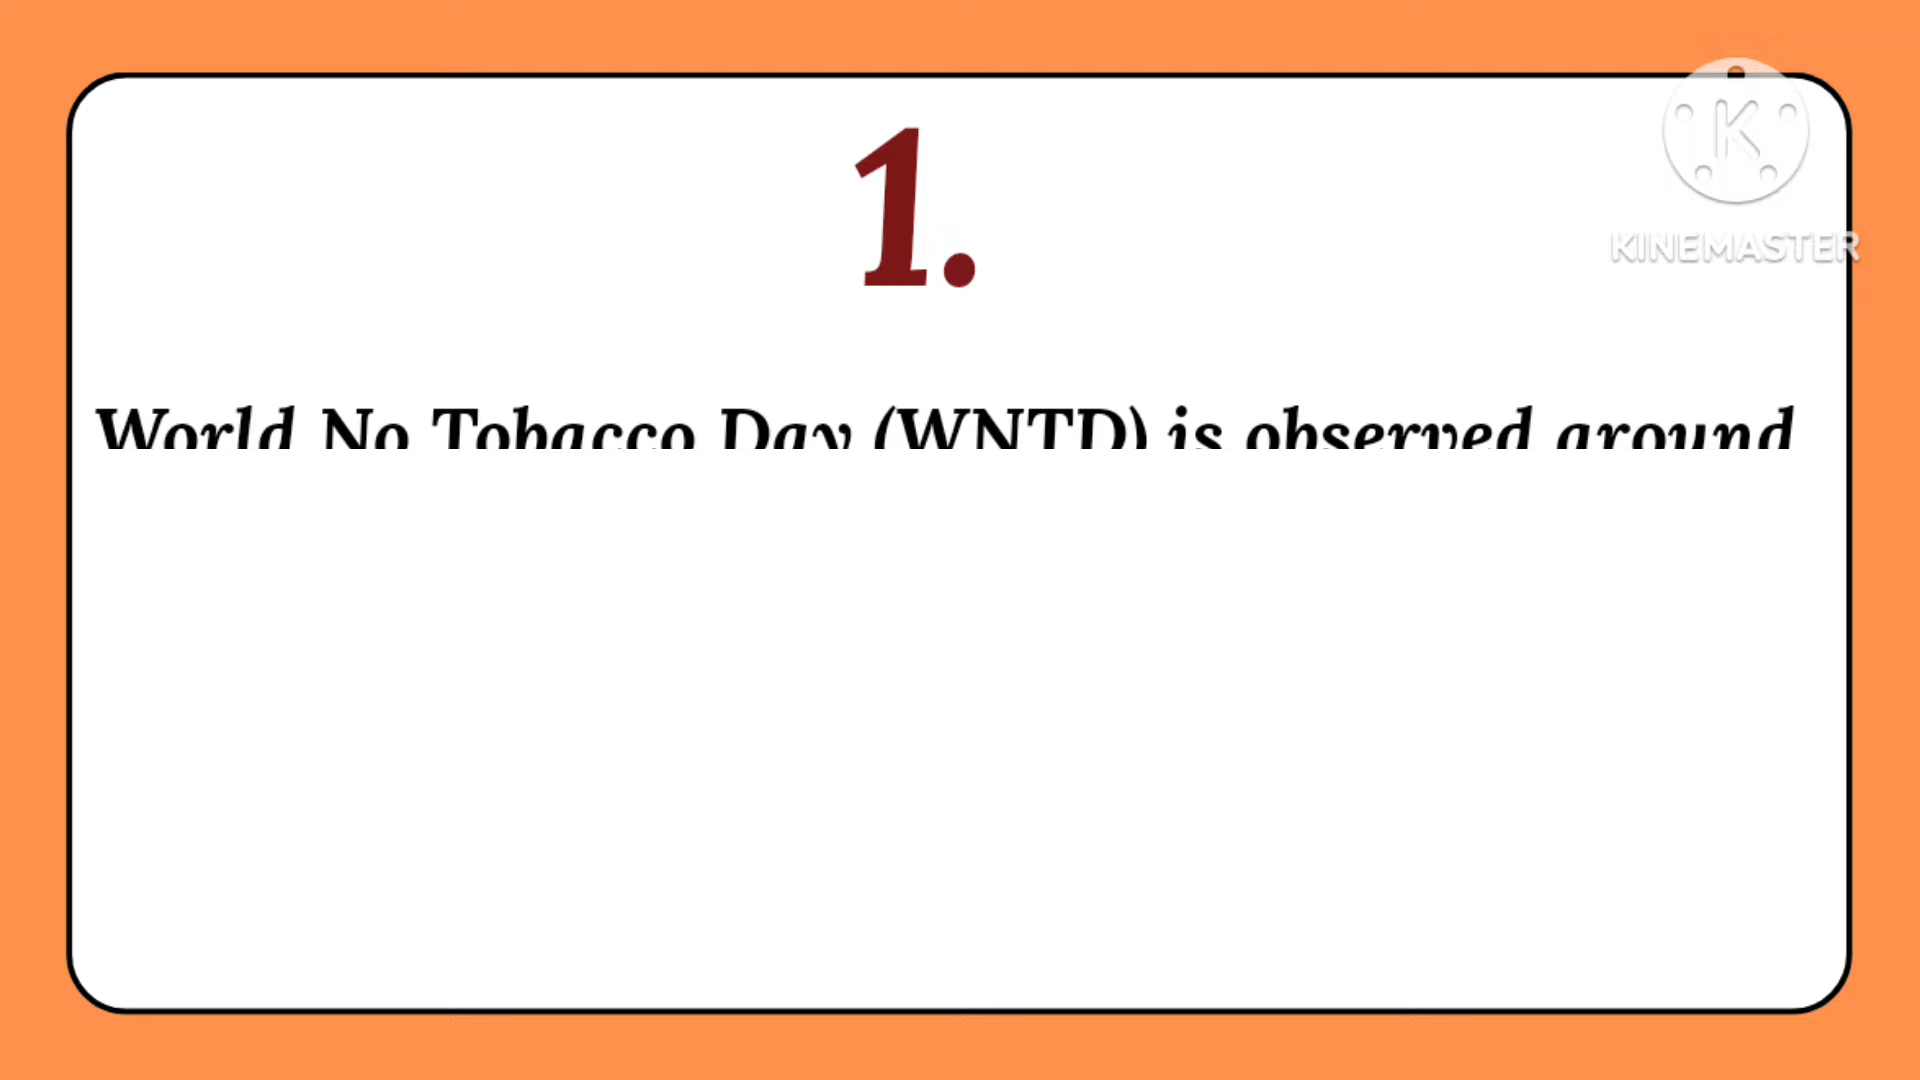 1.
K
KINEMASTER
World No Tobacco Day (WNTD) is observed around